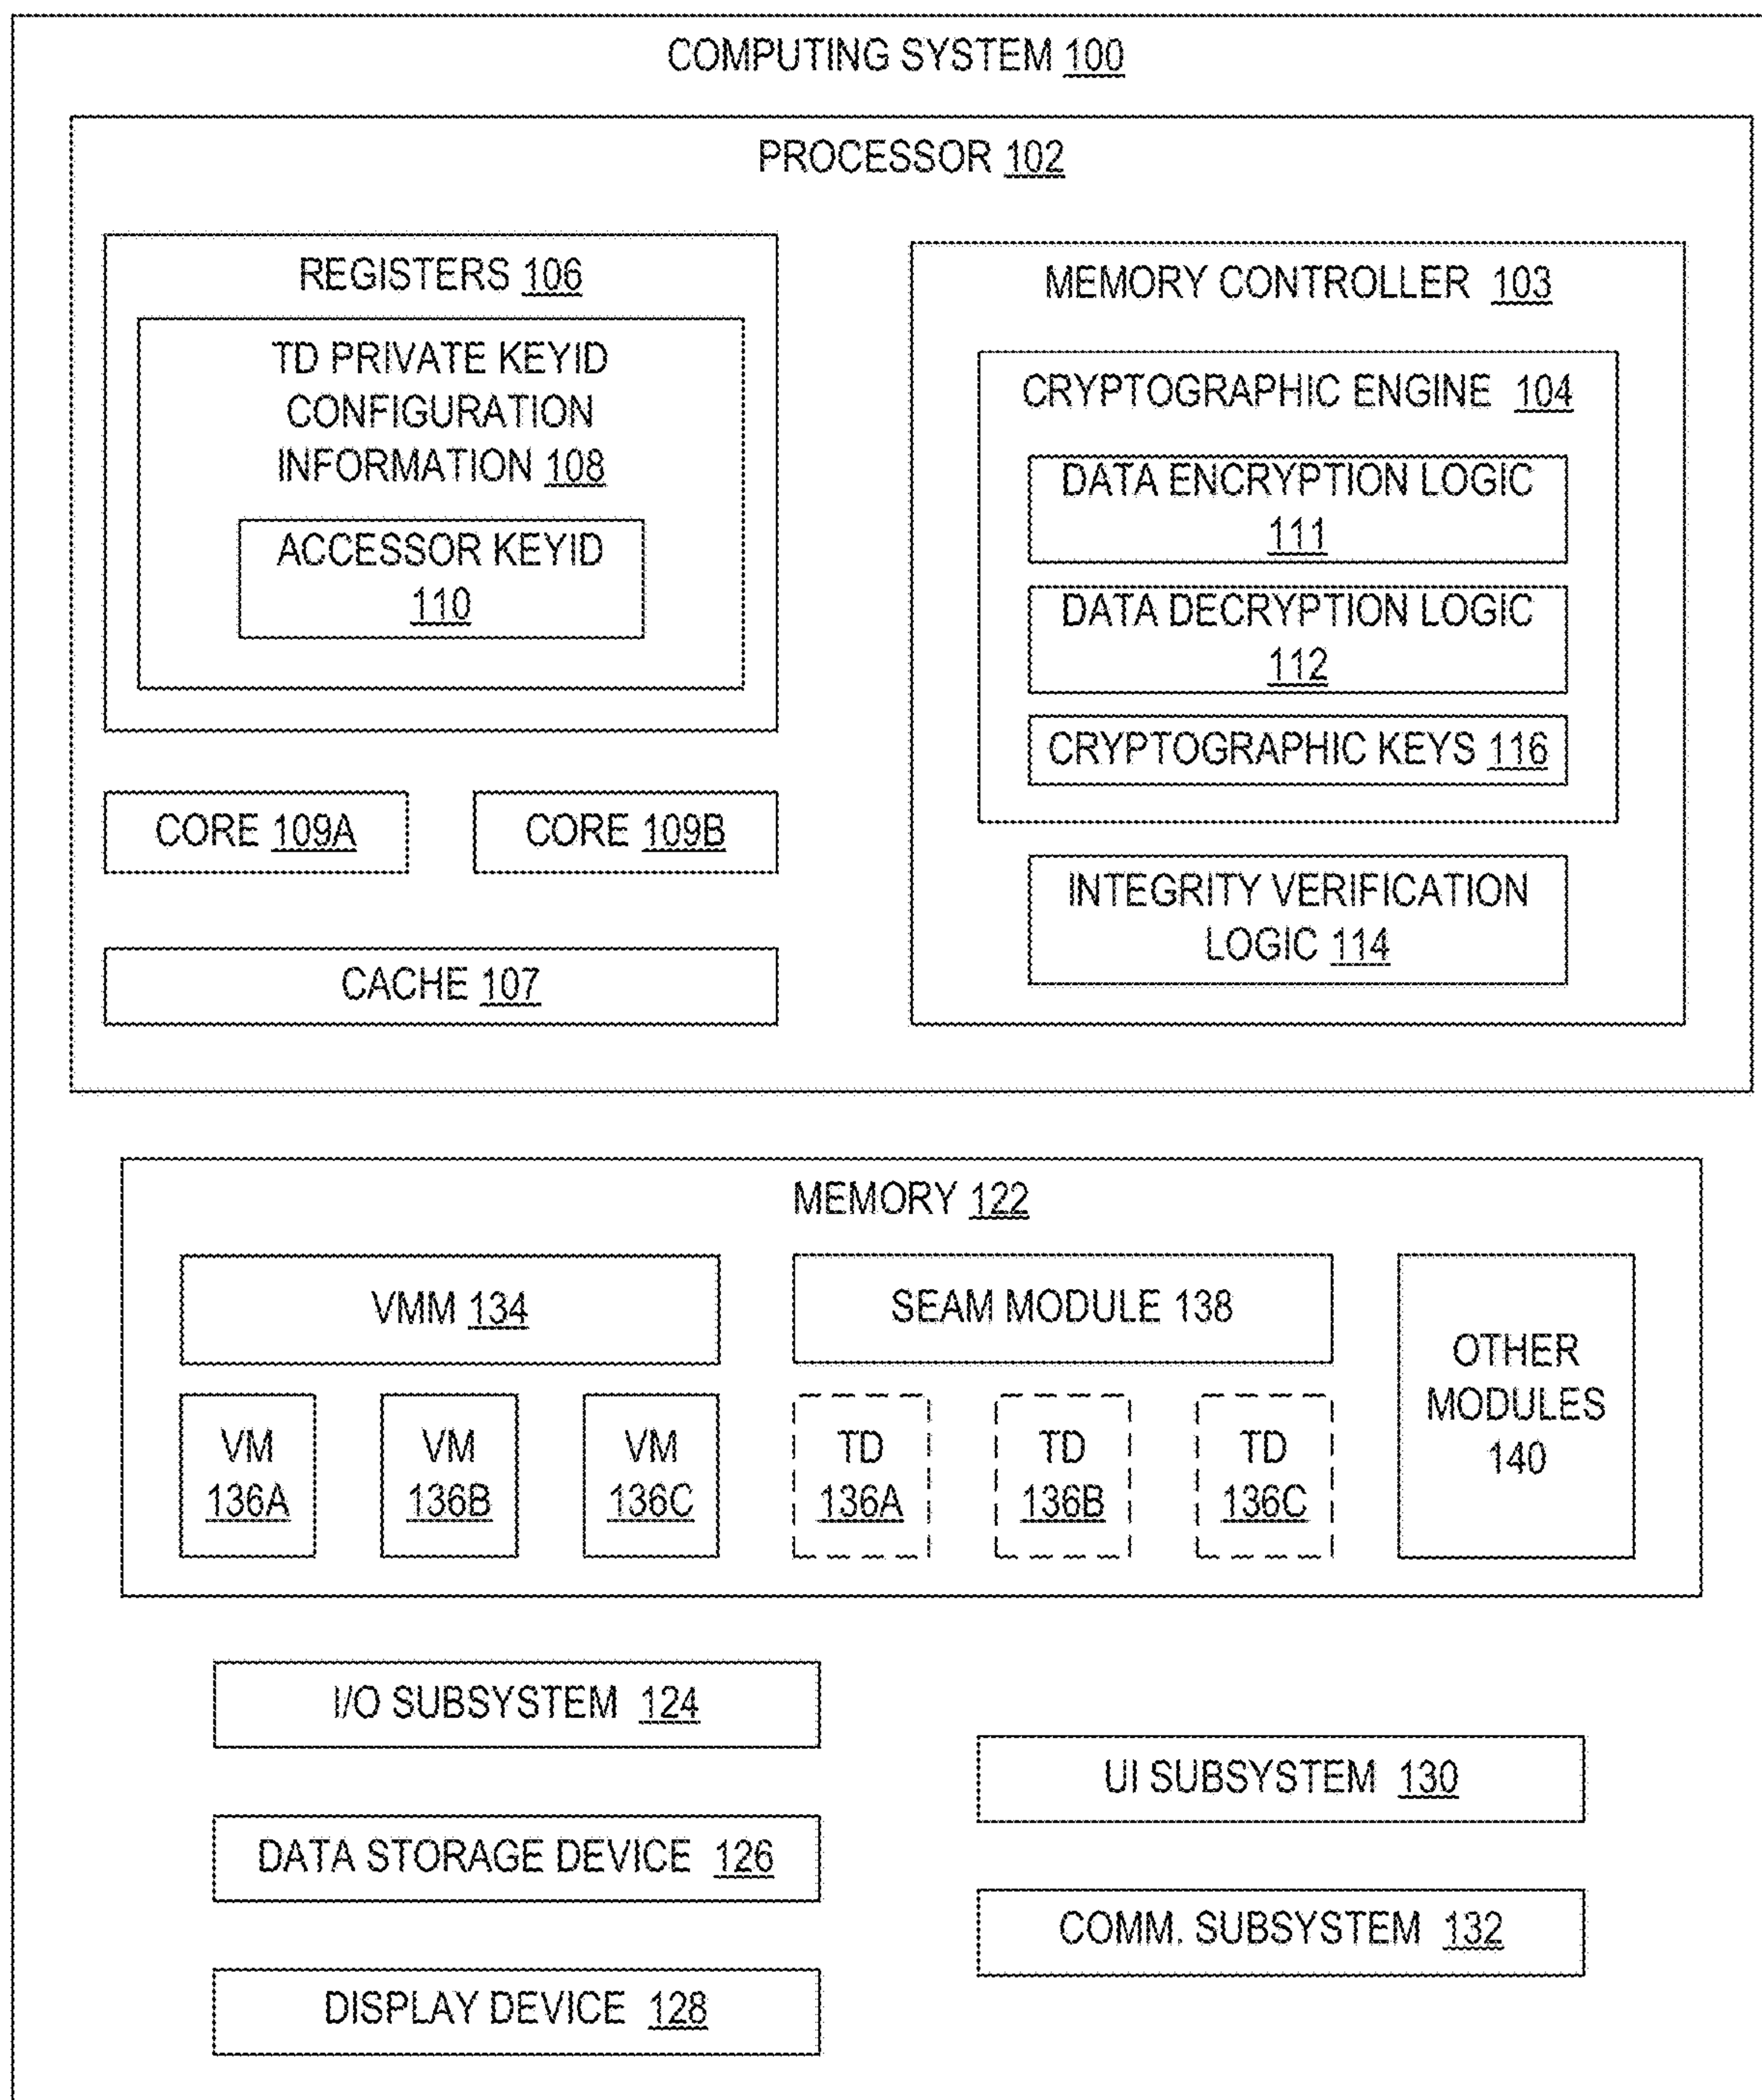 COMPUTING SYSTEM 100
PROCESSOR 102
REGISTERS 106
TD PRIVATE KEYID
CONFIGURATION
INFORMATION 108
ACCESSOR KEYID
110
CORE 109A
CORE 109B
CACHE 107
MEMORY CONTROLLER 103
CRYPTOGRAPHIC ENGINE 104
DATA ENCRYPTION LOGIC
111
DATA DECRYPTION LOGIC
112
CRYPTOGRAPHIC KEYS 116
INTEGRITY VERIFICATION
LOGIC 114
MEMORY 122
VMM 134
VM
136A
VM
136B
VM
136C
SEAM MODULE 138
TD
136A
TD
136B
TD
136C
OTHER
MODULES
140
I/O SUBSYSTEM 124
DATA STORAGE DEVICE 126
DISPLAY DEVICE 128
UI SUBSYSTEM 130
COMM. SUBSYSTEM 132